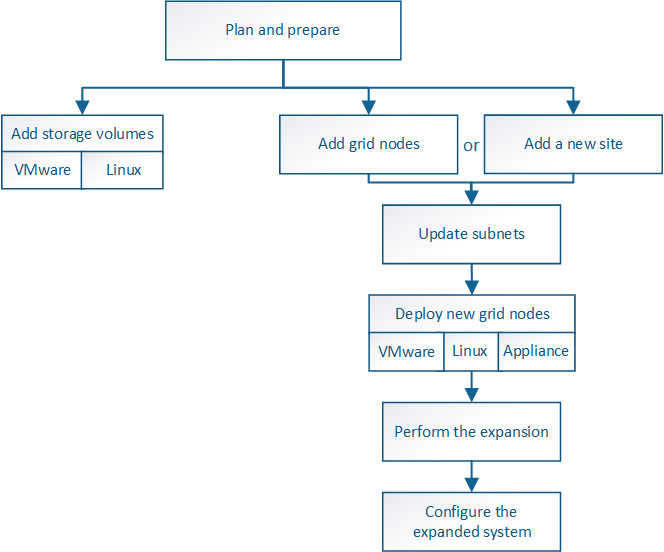 Plan and prepare
Add storage volumes
VMware
Linux
Add grid nodes
or
Add a new site
Update subnets
Deploy new grid nodes
VMware
Linux
Appliance
Perform the expansion
Configure the
expanded system